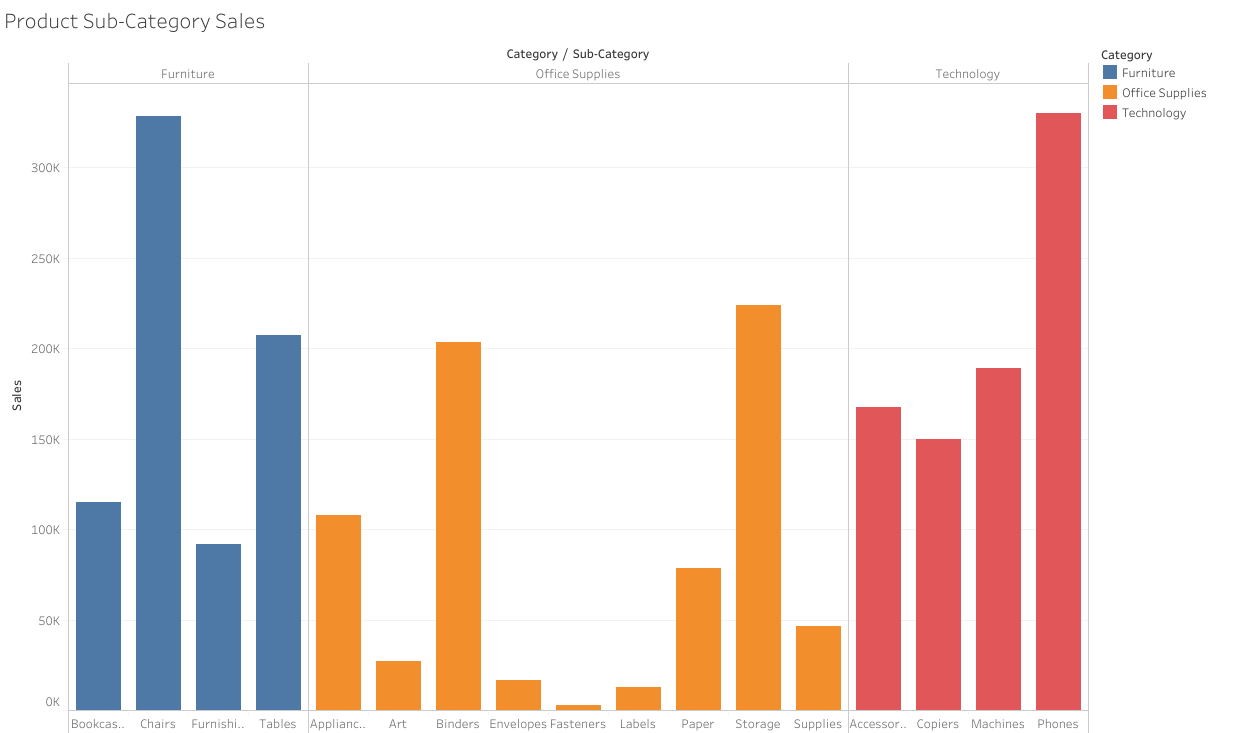 Product Sub-Category Sales
Category / Sub-Category
Furniture
Office Supplies
Technology
Category
Furniture
Office Supplies
Technology
300K
250K
200K
150K
100K
50K
0K
Sales
Bookcas.. Chairs Furnishi.. Tables Applianc.. Art Binders Envelopes Fasteners Labels Paper Storage Supplies Accessor.. Copiers Machines Phones